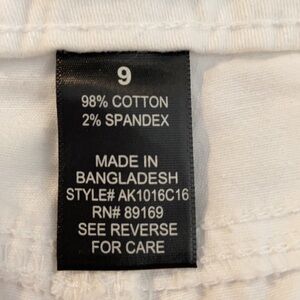 9
98% COTTON
2% SPANDEX
MADE IN
BANGLADESH
STYLE# AK1016C16
RN# 89169
SEE REVERSE
FOR CARE